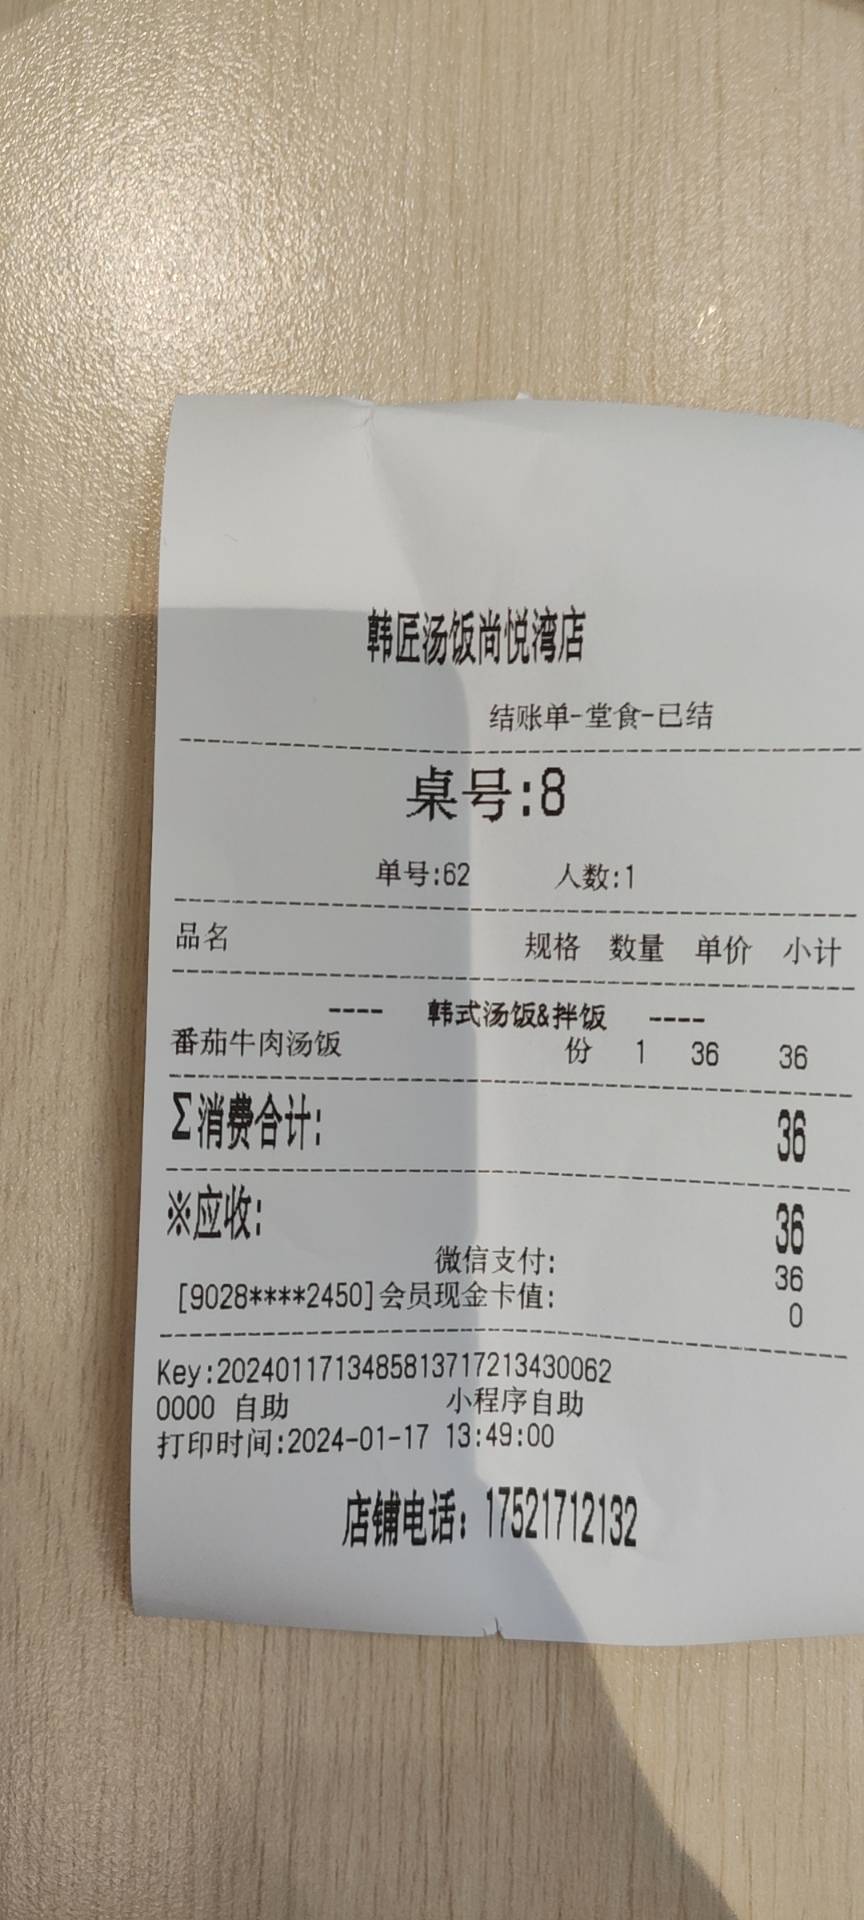 韩匠汤饭尚悦湾店
结账单-堂食-已结
桌号:8
单号:62 人数:1
品名 规格 数量 单价 小计
---- 韩式汤饭&拌饭 ----
番茄牛肉汤饭 份 1 36 36
Σ消费合计: 36
※应收: 36
微信支付: 36
[9028****2450]会员现金卡值: 0
Key:2024011713485813717213430062
0000 自助 小程序自助
打印时间:2024-01-17 13:49:00
店铺电话：17521712132